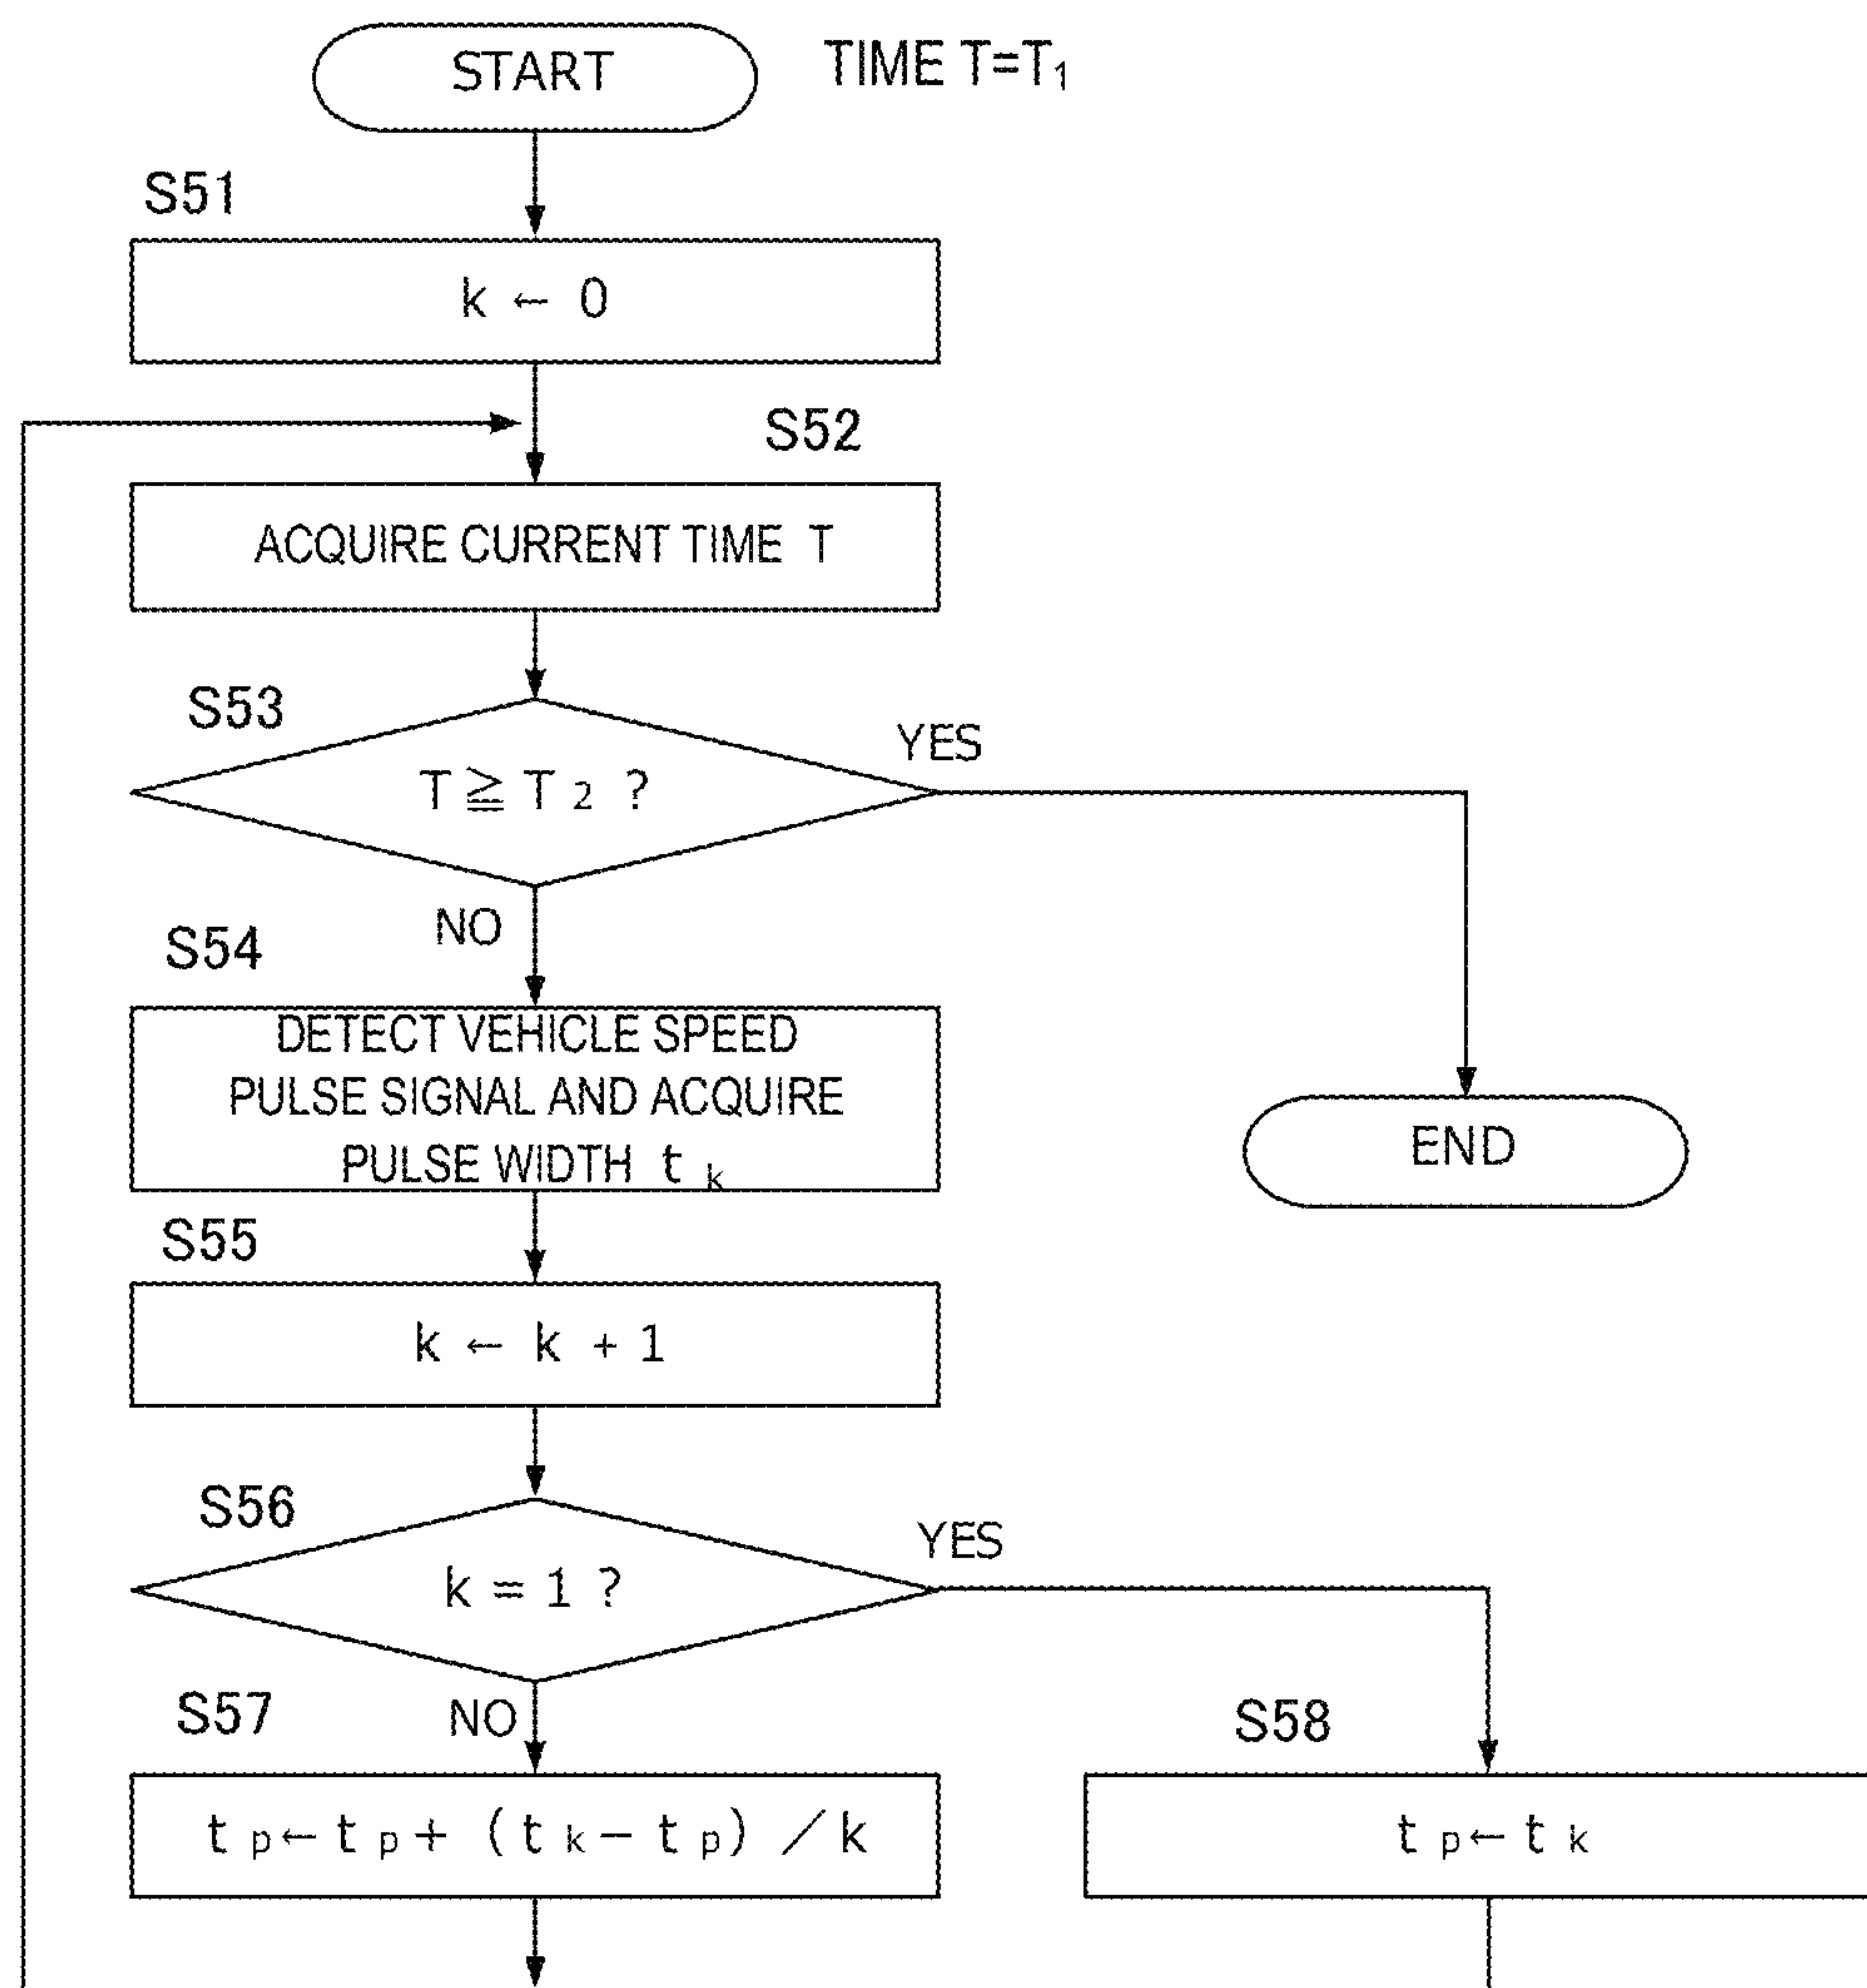 START
TIME T=T₁
S51
k ← 0
S52
ACQUIRE CURRENT TIME T
S53
T ≧ T ₂ ?
YES
NO
S54
DETECT VEHICLE SPEED
PULSE SIGNAL AND ACQUIRE
PULSE WIDTH t ₖ
END
S55
k ← k + 1
S56
k = 1 ?
YES
NO
S57
t ₚ ← t ₚ + ( t ₖ − t ₚ ) ／k
S58
t ₚ ← t ₖ